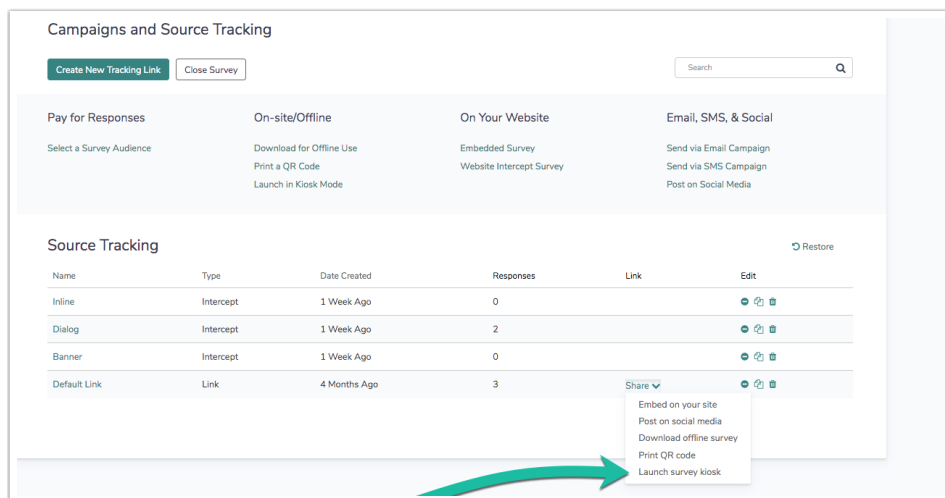 Campaigns and Source Tracking
Create New Tracking Link Close Survey Search
Pay for Responses On-site/Offline On Your Website Email, SMS, & Social
Select a Survey Audience Download for Offline Use Embedded Survey Send via Email Campaign
Print a QR Code Website Intercept Survey Send via SMS Campaign
Launch in Kiosk Mode Post on Social Media
Source Tracking Restore
Name Type Date Created Responses Link Edit
Inline Intercept 1 Week Ago 0
Dialog Intercept 1 Week Ago 2
Banner Intercept 1 Week Ago 0
Default Link Link 4 Months Ago 3 Share
Embed on your site
Post on social media
Download offline survey
Print QR code
Launch survey kiosk